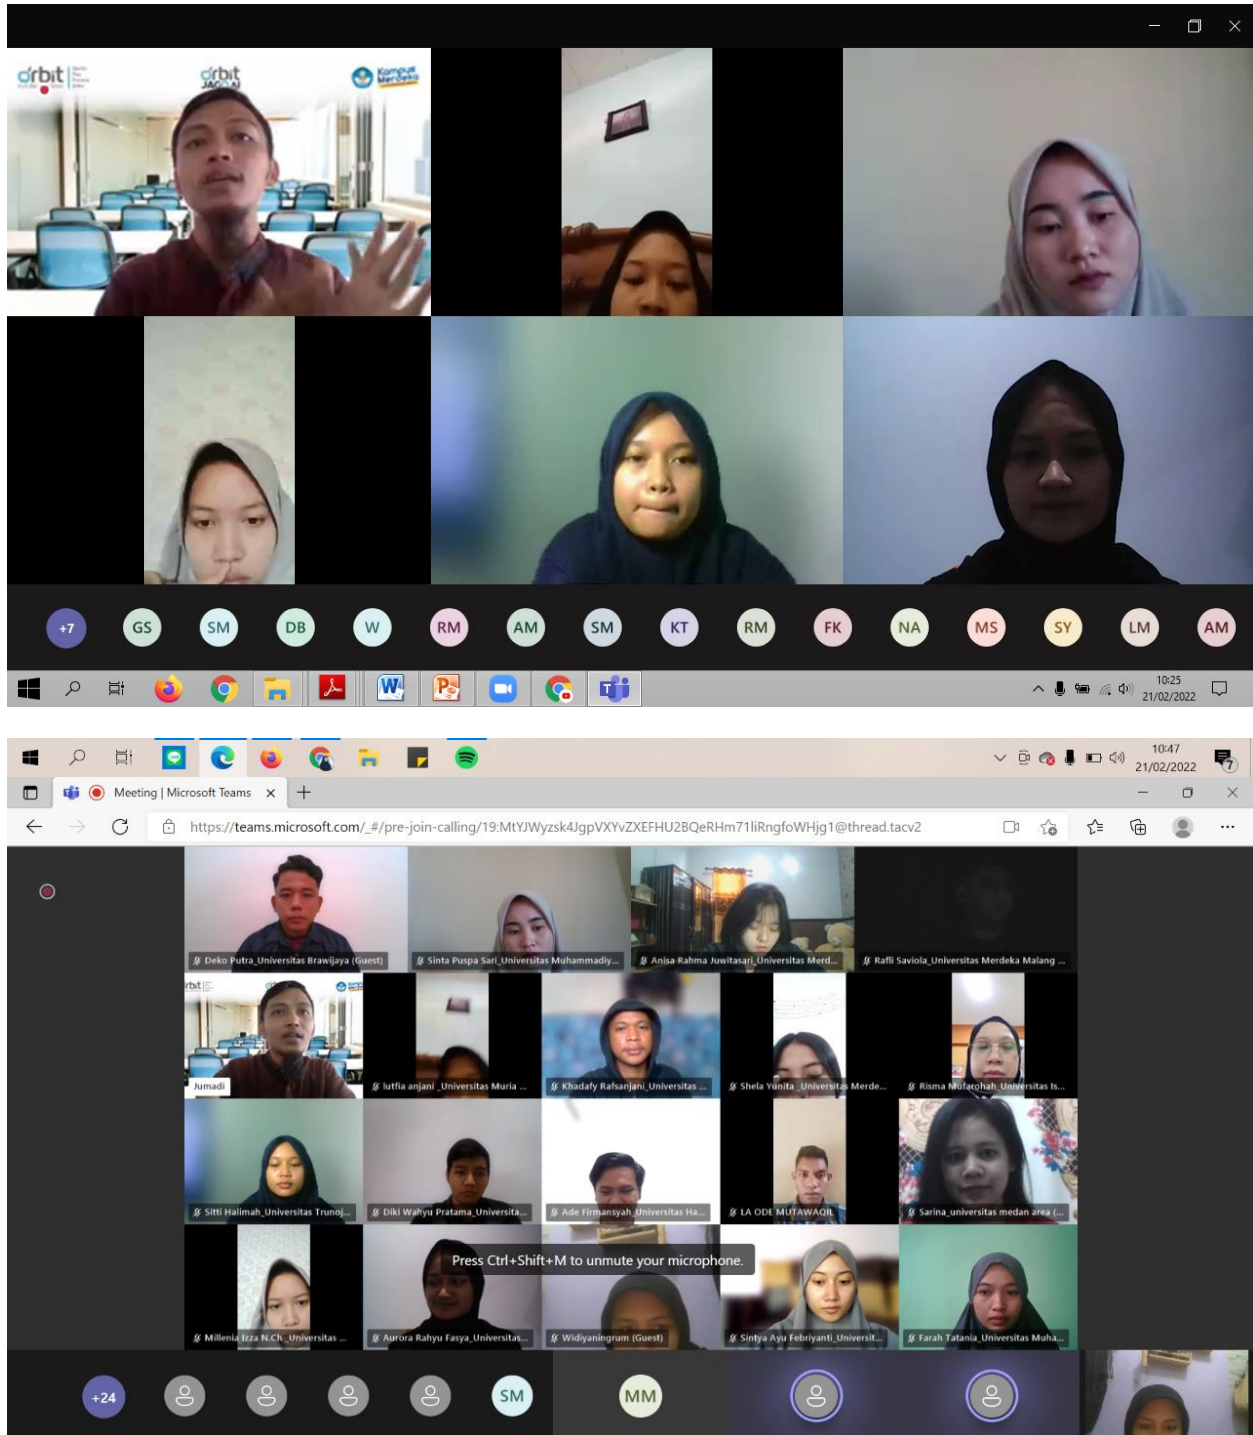 orbit
orbit
Kampus
Merdeka
+7 GS SM DB W RM AM SM KT RM FK NA MS SY LM AM
10:25
21/02/2022
10:47
21/02/2022
7
Meeting | Microsoft Teams
https://teams.microsoft.com/_#/pre-join-calling/19:MtYJWyzsk4JgpVXYvZXEFHU2BQeRHm71liRngfoWHjg1@thread.tacv2
Deko Putra_Universitas Brawijaya (Guest)
Sinta Puspa Sari_Universitas Muhammadiy...
Anisa Rahma Juwitasari_Universitas Merd...
Rafli Saviola_Universitas Merdeka Malang ...
Jumadi
lutfia anjani _Universitas Muria ...
Khadafy Rafsanjani_Universitas ...
Shela Yunita _Universitas Merde...
Risma Mufarohah_Universitas Is...
Sitti Halimah_Universitas Trunoj...
Diki Wahyu Pratama_Universita...
Ade Firmansyah_Universitas Ha...
LA ODE MUTAWAQIL
Sarina_universitas medan area (...
Press Ctrl+Shift+M to unmute your microphone.
Millenia Izza N.Ch _Universitas ...
Aurora Rahyu Fasya_Universitas...
Widiyaningrum (Guest)
Sintya Ayu Febriyanti_Universit...
Farah Tatania_Universitas Muha...
+24 SM MM